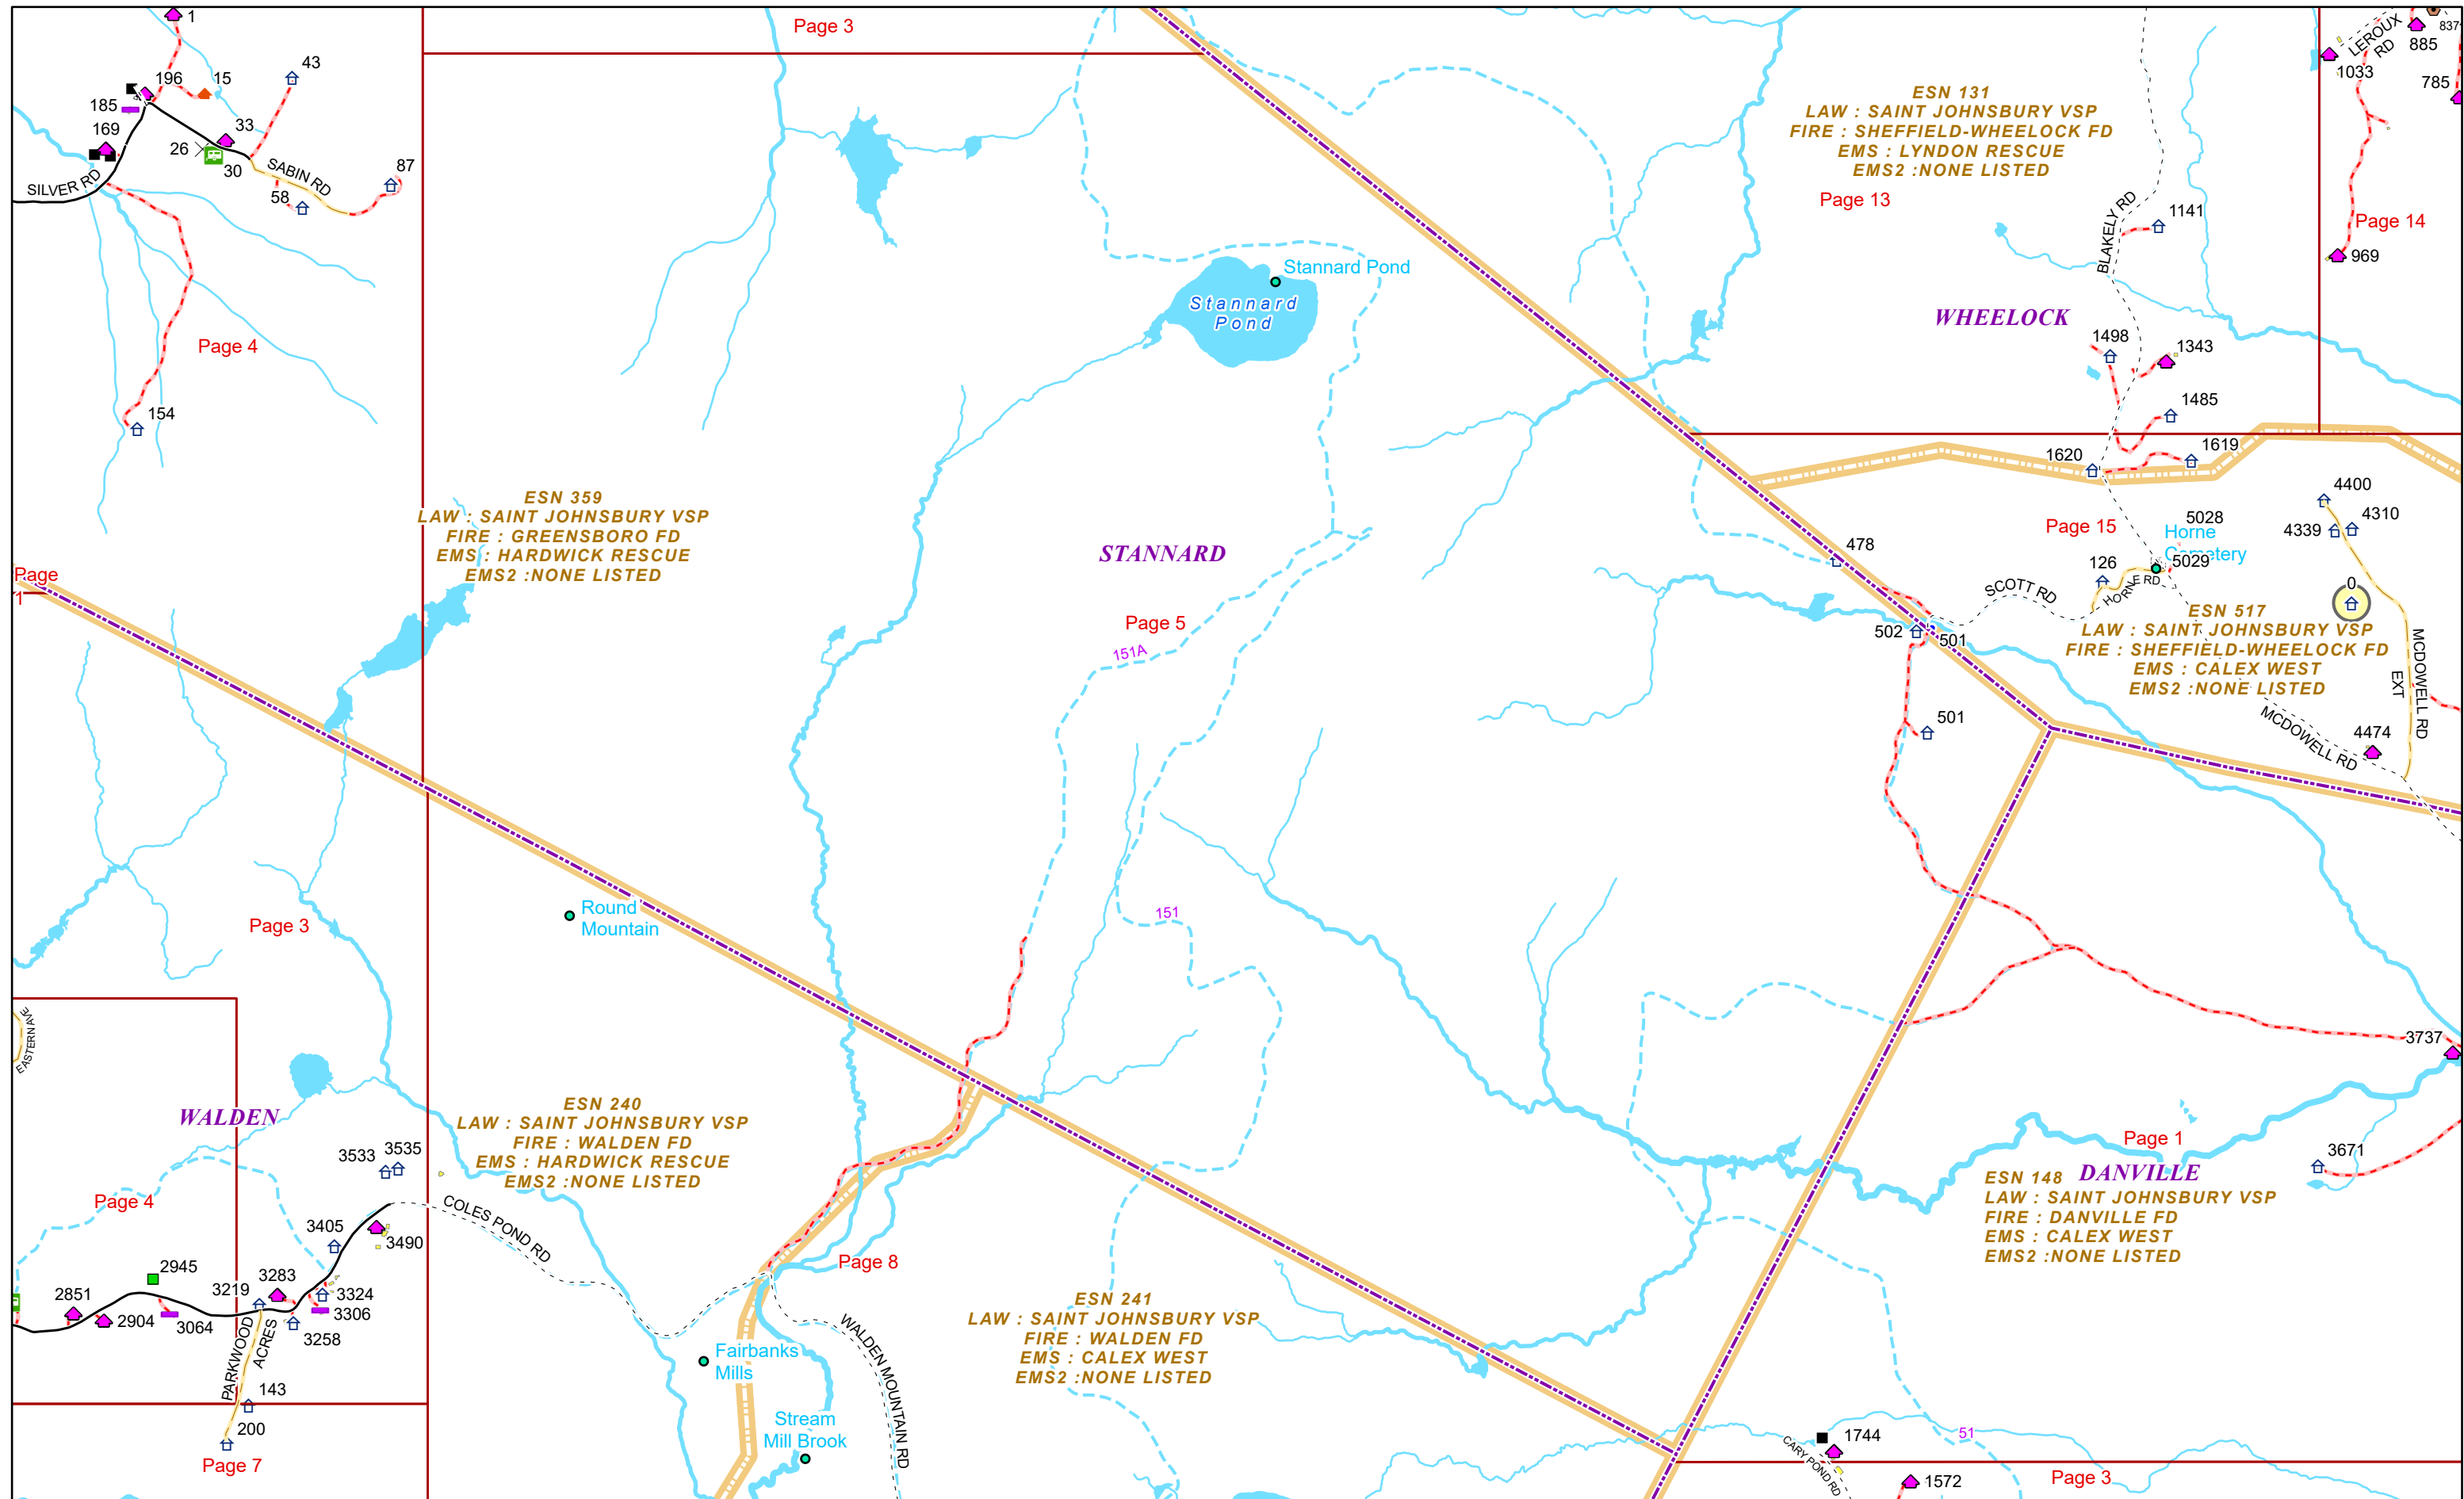 1
Page 3
LEROUX
RD
837
885
1033
785
43
196
15
185
169
33
26
30
SABIN RD
87
58
SILVER RD
ESN 131
LAW : SAINT JOHNSBURY VSP
FIRE : SHEFFIELD-WHEELOCK FD
EMS : LYNDON RESCUE
EMS2 :NONE LISTED
Page 13
Page 14
969
BLAKELY RD
1141
Stannard Pond
Stannard
Pond
WHEELOCK
1498
1343
1485
Page 4
154
1620
1619
ESN 359
LAW : SAINT JOHNSBURY VSP
FIRE : GREENSBORO FD
EMS : HARDWICK RESCUE
EMS2 :NONE LISTED
STANNARD
478
Page 15
5028
Horne
Cemetery
5029
126
HORNE RD
4400
4339
4310
0
Page
1
Page 5
151A
SCOTT RD
502
501
501
ESN 517
LAW : SAINT JOHNSBURY VSP
FIRE : SHEFFIELD-WHEELOCK FD
EMS : CALEX WEST
EMS2 :NONE LISTED
MCDOWELL RD
EXT
MCDOWELL RD
4474
Round
Mountain
151
Page 3
EASTERN AVE
3737
WALDEN
ESN 240
LAW : SAINT JOHNSBURY VSP
FIRE : WALDEN FD
EMS : HARDWICK RESCUE
EMS2 :NONE LISTED
3533
3535
Page 1
3671
ESN 148
DANVILLE
LAW : SAINT JOHNSBURY VSP
FIRE : DANVILLE FD
EMS : CALEX WEST
EMS2 :NONE LISTED
Page 4
3405
3490
COLES POND RD
Page 8
2945
2851
2904
3064
3219
3283
3324
3306
3258
PARKWOOD
ACRES
143
200
Page 7
ESN 241
LAW : SAINT JOHNSBURY VSP
FIRE : WALDEN FD
EMS : CALEX WEST
EMS2 :NONE LISTED
WALDEN MOUNTAIN RD
Fairbanks
Mills
Stream
Mill Brook
1744
51
CARY POND RD
1572
Page 3